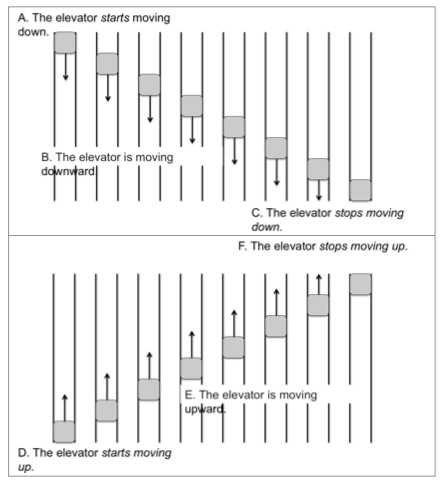 A. The elevator starts moving
down.
B. The elevator is moving
downward.
C. The elevator stops moving
down.
F. The elevator stops moving up.
E. The elevator is moving
upward.
D. The elevator starts moving
up.